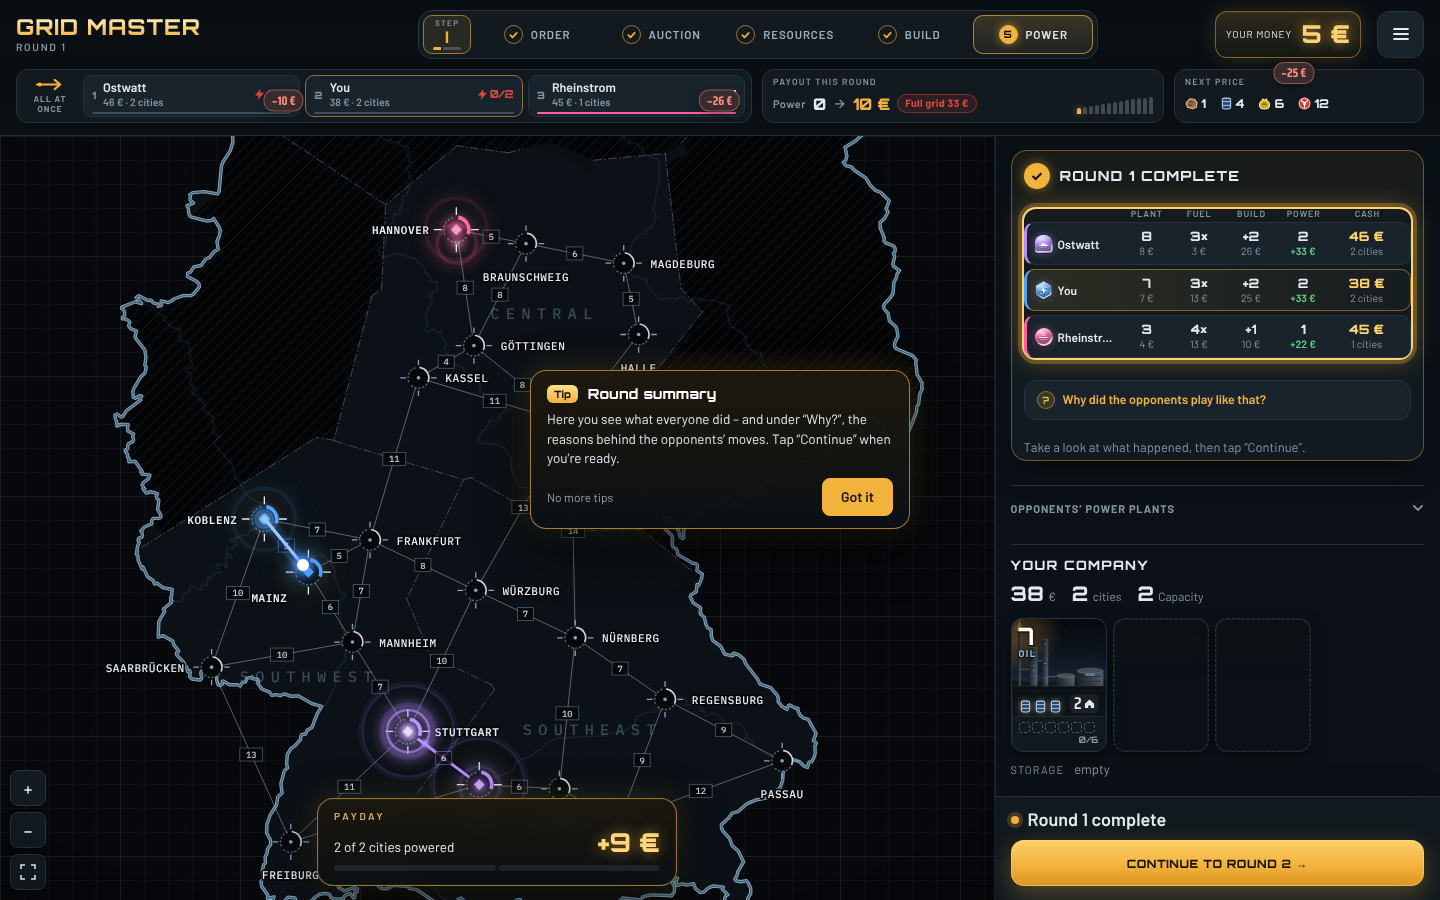 GRID MASTER
ROUND 1
STEP
I
ORDER
AUCTION
RESOURCES
BUILD
5 POWER
YOUR MONEY 5 €
-25 €
ALL AT ONCE
1 Ostwatt
46 € · 2 cities
-10 €
2 You
38 € · 2 cities
0/2
3 Rheinstrom
45 € · 1 cities
-26 €
PAYOUT THIS ROUND
Power 0 → 10 € Full grid 33 €
NEXT PRICE
1 4 6 12
HANNOVER
5
6
BRAUNSCHWEIG
MAGDEBURG
8
8
5
CENTRAL
GÖTTINGEN
HALLE
4
KASSEL
8
11
11
13
14
KOBLENZ
7
5
FRANKFURT
8
10
MAINZ
6
7
WÜRZBURG
7
MANNHEIM
NÜRNBERG
10
10
7
SAARBRÜCKEN
SOUTHWEST
7
REGENSBURG
10
STUTTGART
SOUTHEAST
9
6
9
13
11
6
12
PASSAU
FREIBURG
Tip Round summary
Here you see what everyone did – and under “Why?”, the
reasons behind the opponents’ moves. Tap “Continue” when
you’re ready.
No more tips
Got it
PAYDAY
2 of 2 cities powered
+9 €
+
−
ROUND 1 COMPLETE
PLANT FUEL BUILD POWER CASH
Ostwatt 8 3x +2 2 46 €
8 € 3 € 26 € +33 € 2 cities
You 7 3x +2 2 38 €
7 € 13 € 25 € +33 € 2 cities
Rheinstr... 3 4x +1 1 45 €
4 € 13 € 10 € +22 € 1 cities
? Why did the opponents play like that?
Take a look at what happened, then tap “Continue”.
OPPONENTS’ POWER PLANTS
YOUR COMPANY
38 € 2 cities 2 Capacity
7
OIL
2
0/6
STORAGE empty
Round 1 complete
CONTINUE TO ROUND 2 →